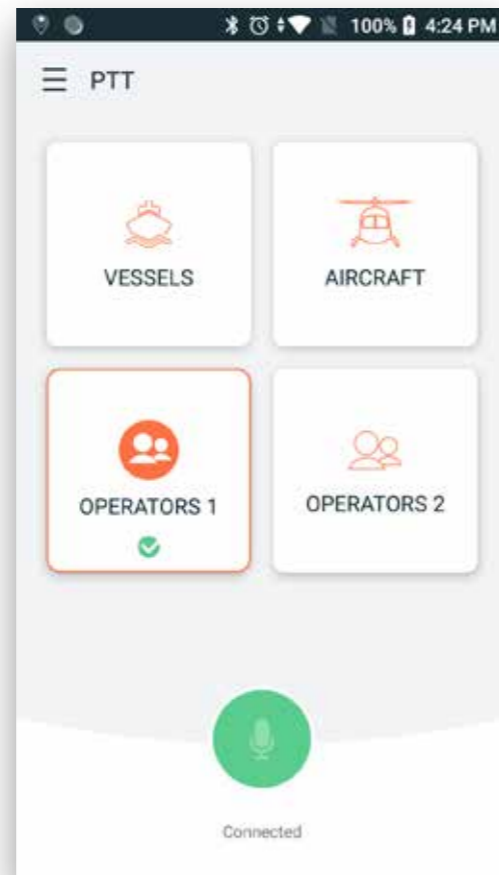 100% 4:24 PM
PTT
VESSELS
AIRCRAFT
OPERATORS 1
OPERATORS 2
Connected